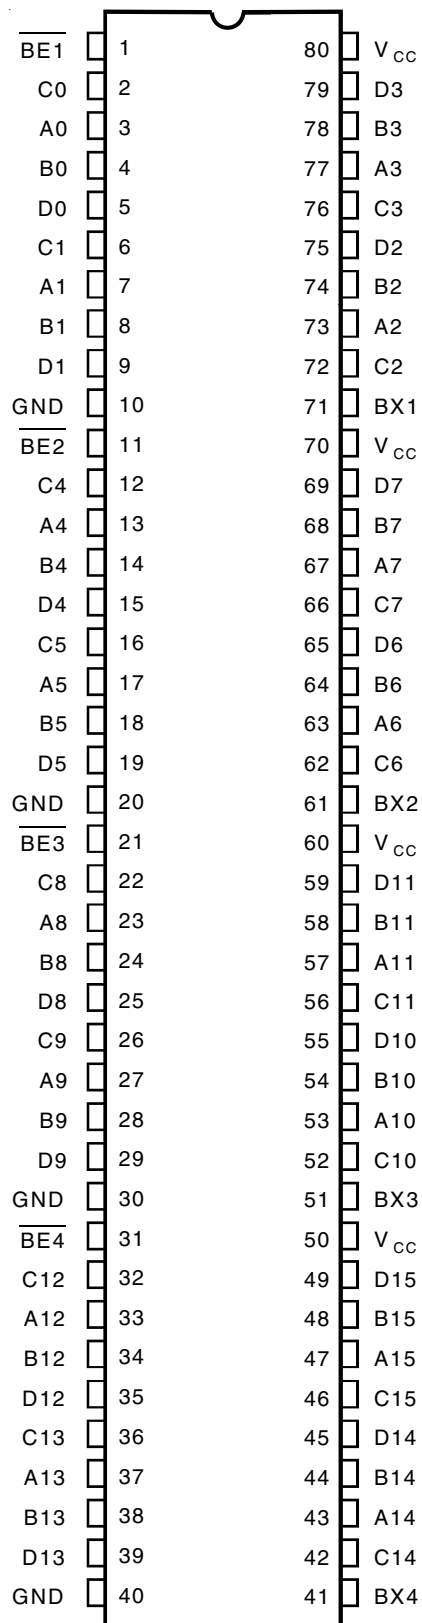 BE1 1 80 VCC
C0 2 79 D3
A0 3 78 B3
B0 4 77 A3
D0 5 76 C3
C1 6 75 D2
A1 7 74 B2
B1 8 73 A2
D1 9 72 C2
GND 10 71 BX1
BE2 11 70 VCC
C4 12 69 D7
A4 13 68 B7
B4 14 67 A7
D4 15 66 C7
C5 16 65 D6
A5 17 64 B6
B5 18 63 A6
D5 19 62 C6
GND 20 61 BX2
BE3 21 60 VCC
C8 22 59 D11
A8 23 58 B11
B8 24 57 A11
D8 25 56 C11
C9 26 55 D10
A9 27 54 B10
B9 28 53 A10
D9 29 52 C10
GND 30 51 BX3
BE4 31 50 VCC
C12 32 49 D15
A12 33 48 B15
B12 34 47 A15
D12 35 46 C15
C13 36 45 D14
A13 37 44 B14
B13 38 43 A14
D13 39 42 C14
GND 40 41 BX4